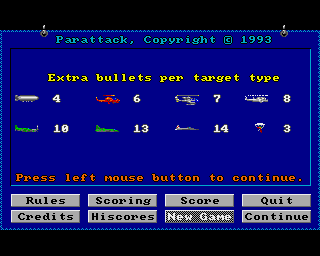 Parattack, Copyright © 1993
Extra bullets per target type
4 6 7 8
10 13 14 3
Press left mouse button to continue.
Rules Scoring Score Quit
Credits Hiscores New Game Continue